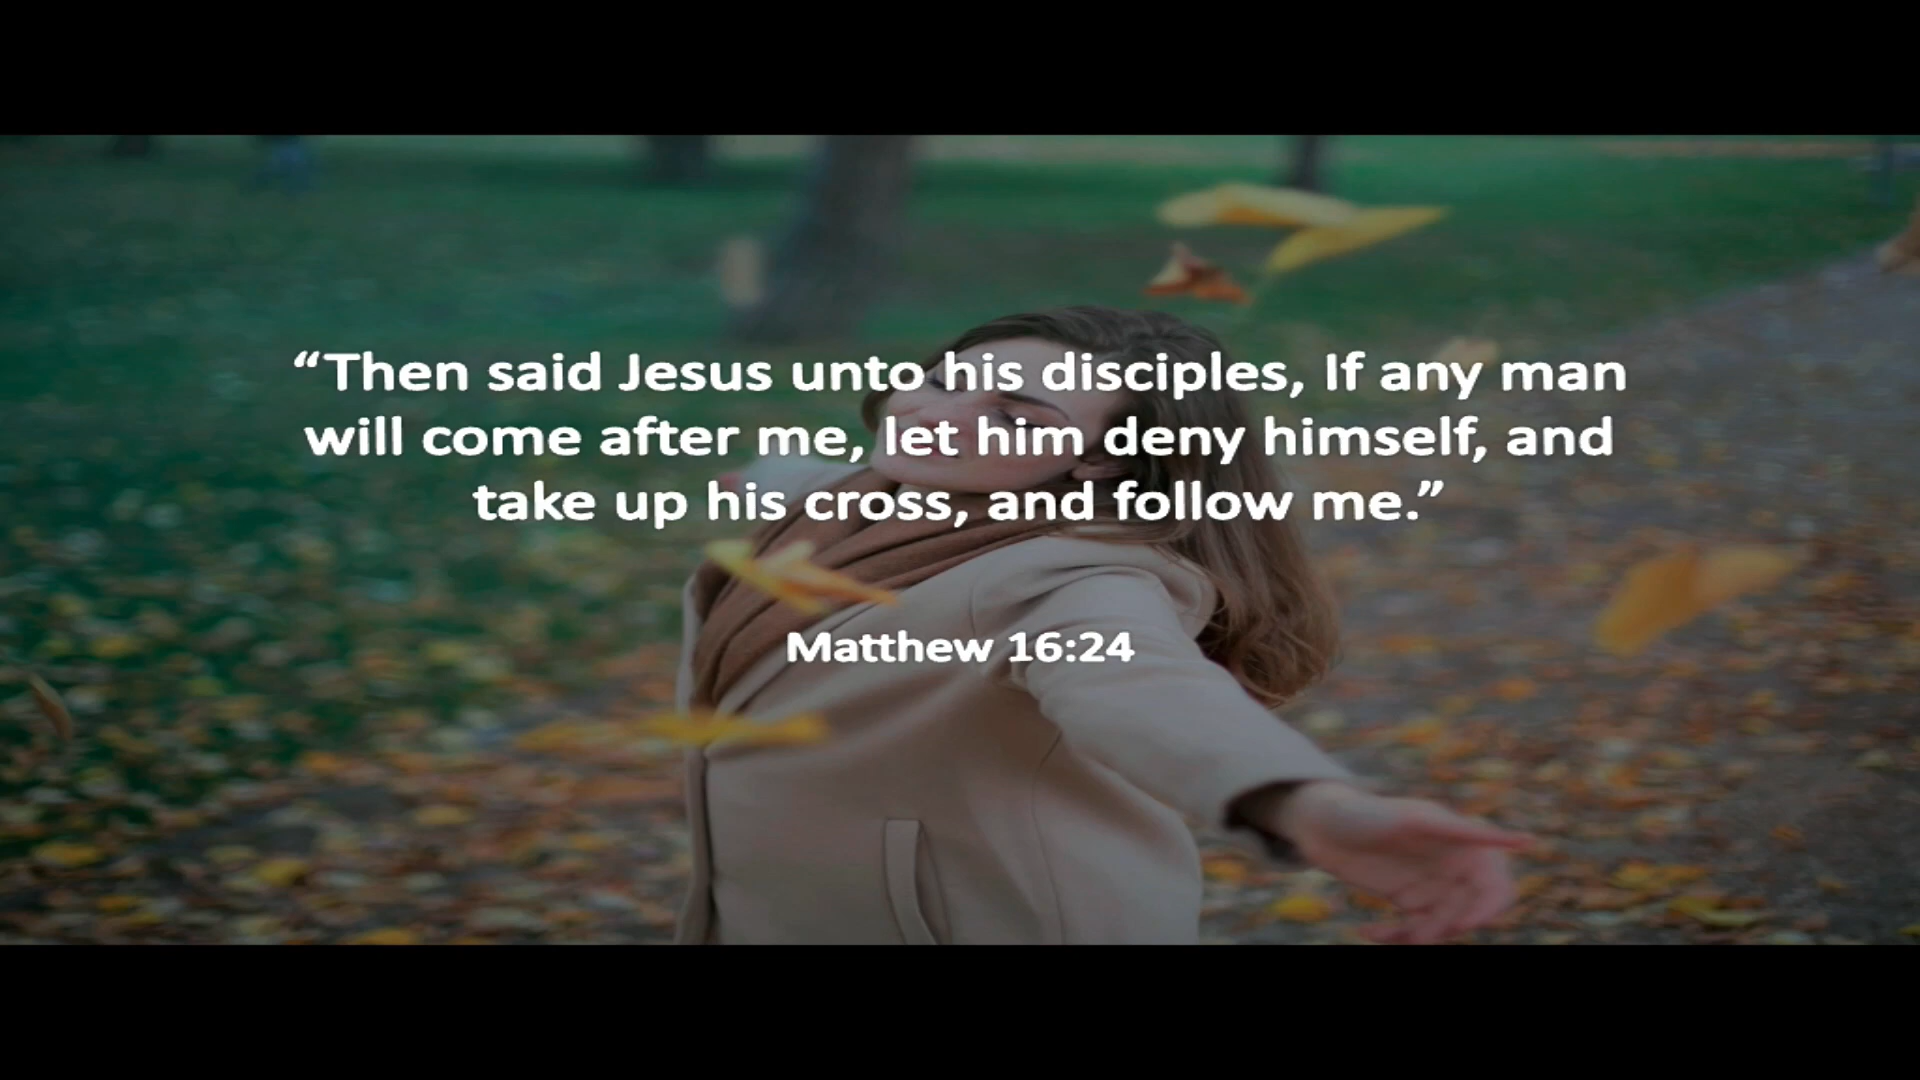 “Then said Jesus unto his disciples, If any man
will come after me, let him deny himself, and
take up his cross, and follow me.”
Matthew 16:24